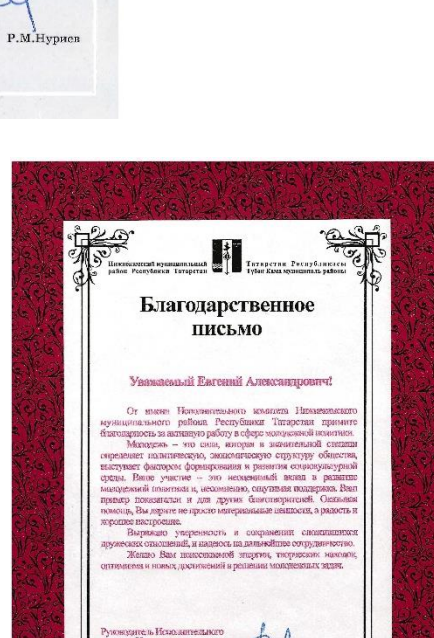 Р.М.Нуриев
Нижнекамский муниципальный
район Республики Татарстан
Татарстан Республикасы
Түбән Кама муниципаль районы
Благодарственное
письмо
Уважаемый Евгений Александрович!
От имени Исполнительного комитета Нижнекамского
муниципального района Республики Татарстан примите
благодарность за активную работу в сфере молодежной политики.
Молодежь – это сила, которая в значительной степени
определяет политическую, экономическую структуру общества,
выступает фактором формирования и развития социокультурной
среды. Ваше участие – это неоценимый вклад в развитие
молодежной политики и, несомненно, ощутимая поддержка. Ваш
пример показателен и для других благотворителей. Оказывая
помощь, Вы дарите не просто материальные ценности, а радость и
хорошее настроение.
Выражаю уверенность в сохранении сложившихся
дружеских отношений, и надеюсь на дальнейшее сотрудничество.
Желаю Вам неиссякаемой энергии, творческих находок,
оптимизма и новых достижений в решении молодежных задач.
Руководитель Исполнительного